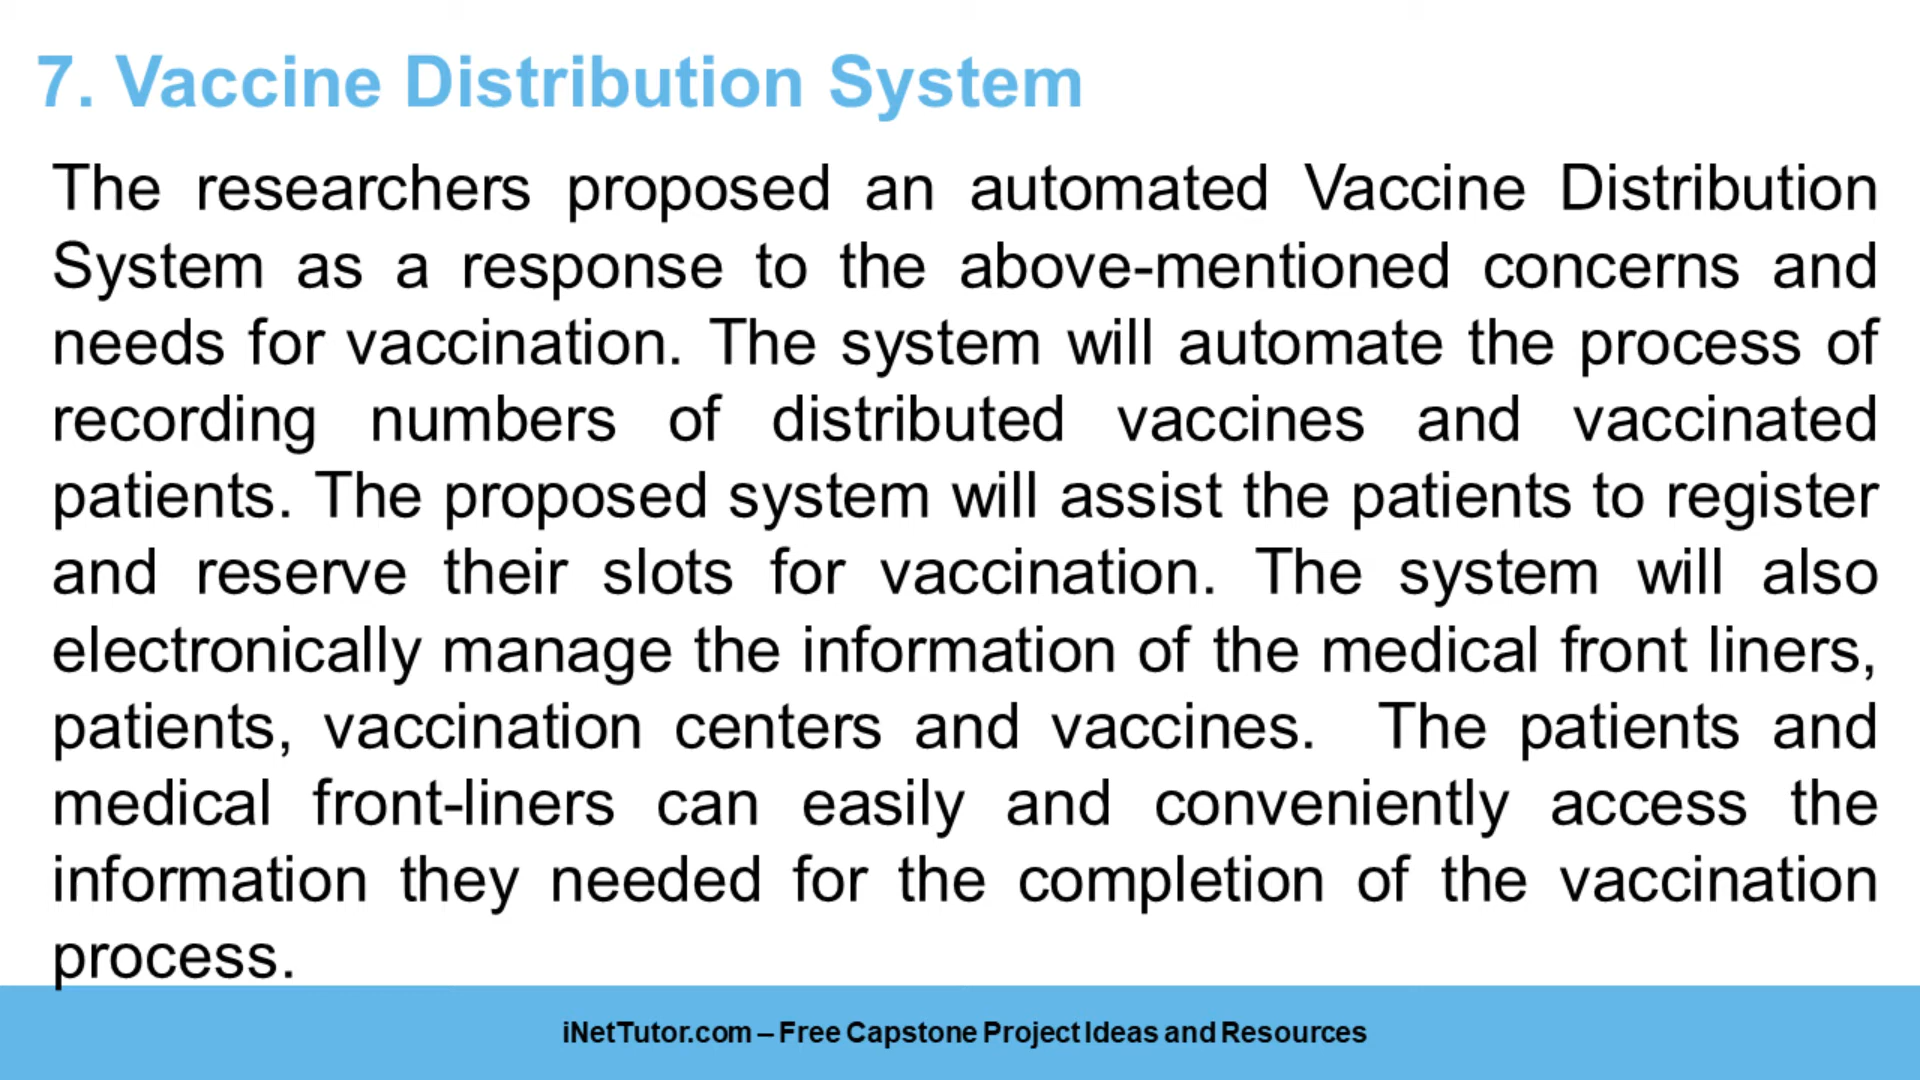 7. Vaccine Distribution System
The researchers proposed an automated Vaccine Distribution
System as a response to the above-mentioned concerns and
needs for vaccination. The system will automate the process of
recording numbers of distributed vaccines and vaccinated
patients. The proposed system will assist the patients to register
and reserve their slots for vaccination. The system will also
electronically manage the information of the medical front liners,
patients, vaccination centers and vaccines.  The patients and
medical front-liners can easily and conveniently access the
information they needed for the completion of the vaccination
process.
iNetTutor.com – Free Capstone Project Ideas and Resources